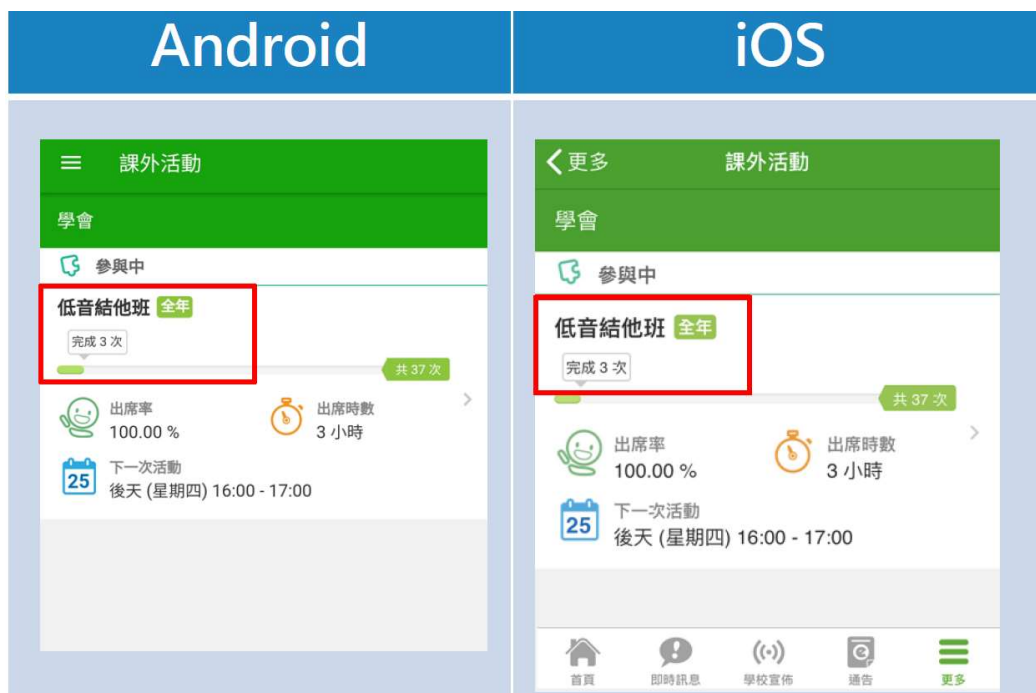 Android
課外活動
學會
參與中
低音結他班 全年
完成 3 次
共 37 次
出席率
100.00 %
出席時數
3 小時
25
下一次活動
後天 (星期四) 16:00 - 17:00
iOS
更多 課外活動
學會
參與中
低音結他班 全年
完成 3 次
共 37 次
出席率
100.00 %
出席時數
3 小時
25
下一次活動
後天 (星期四) 16:00 - 17:00
首頁 即時訊息 學校宣佈 通告 更多